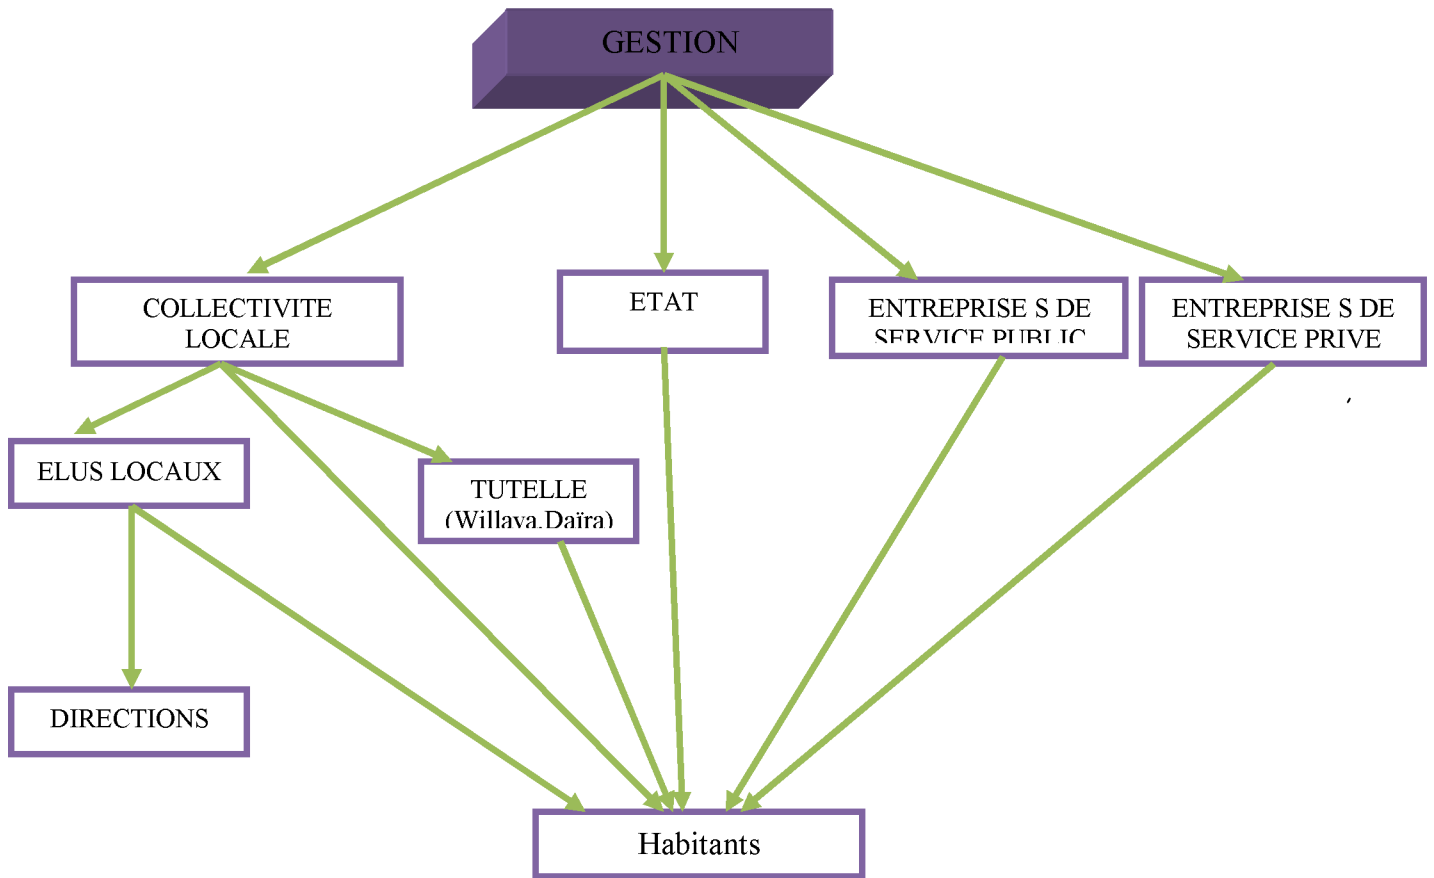 GESTION
COLLECTIVITE
LOCALE
ETAT
ENTREPRISE S DE
SERVICE PUBLIC
ENTREPRISE S DE
SERVICE PRIVE
ELUS LOCAUX
TUTELLE
(Willaya,Daïra)
DIRECTIONS
Habitants